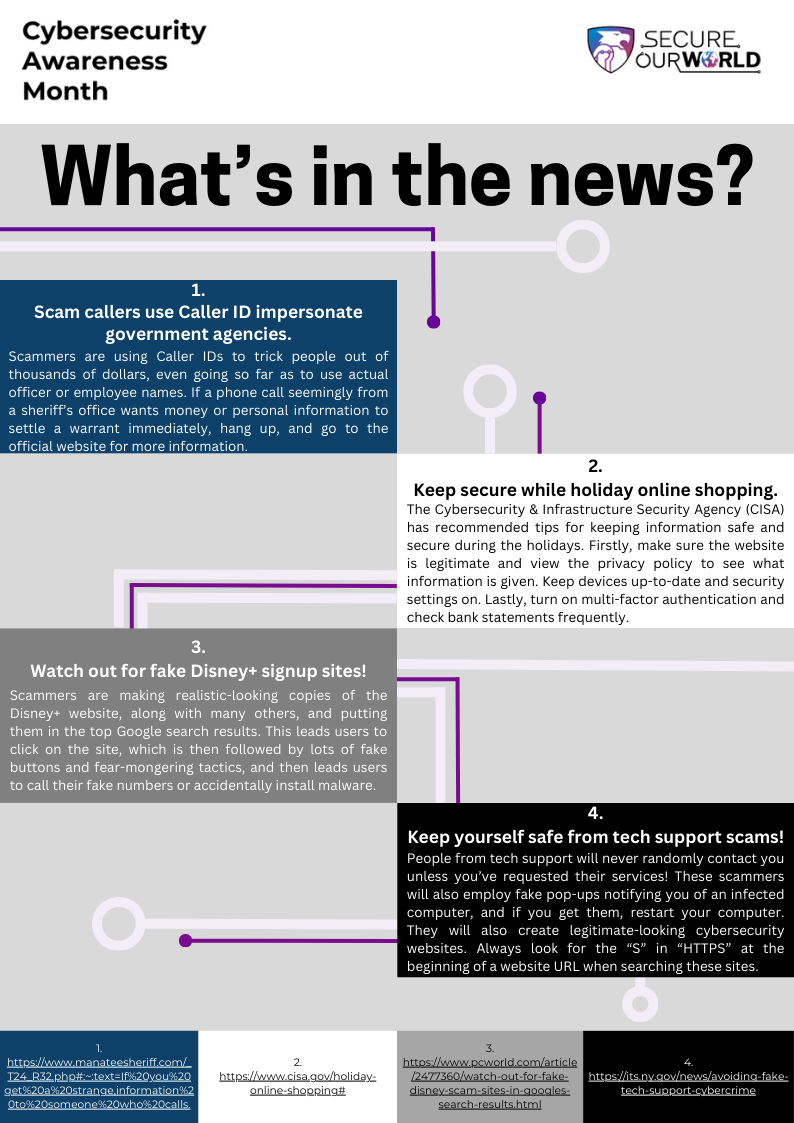 Cybersecurity
Awareness
Month
SECURE
OUR WORLD
What's in the news?
1.
Scam callers use Caller ID impersonate
government agencies.
Scammers are using Caller IDs to trick people out of
thousands of dollars, even going so far as to use actual
officer or employee names. If a phone call seemingly from
a sheriff's office wants money or personal information to
settle a warrant immediately, hang up, and go to the
official website for more information.
2.
Keep secure while holiday online shopping.
The Cybersecurity & Infrastructure Security Agency (CISA)
has recommended tips for keeping information safe and
secure during the holidays. Firstly, make sure the website
is legitimate and view the privacy policy to see what
information is given. Keep devices up-to-date and security
settings on. Lastly, turn on multi-factor authentication and
check bank statements frequently.
3.
Watch out for fake Disney+ signup sites!
Scammers are making realistic-looking copies of the
Disney+ website, along with many others, and putting
them in the top Google search results. This leads users to
click on the site, which is then followed by lots of fake
buttons and fear-mongering tactics, and then leads users
to call their fake numbers or accidentally install malware.
4.
Keep yourself safe from tech support scams!
People from tech support will never randomly contact you
unless you've requested their services! These scammers
will also employ fake pop-ups notifying you of an infected
computer, and if you get them, restart your computer.
They will also create legitimate-looking cybersecurity
websites. Always look for the “S” in “HTTPS” at the
beginning of a website URL when searching these sites.
1.
https://www.manateesheriff.com/_
T24_R32.php#:~:text=If%20you%20
get%20a%20strange,information%2
0to%20someone%20who%20calls.
2.
https://www.cisa.gov/holiday-
online-shopping#
3.
https://www.pcworld.com/article
/2477360/watch-out-for-fake-
disney-scam-sites-in-googles-
search-results.html
4.
https://its.ny.gov/news/avoiding-fake-
tech-support-cybercrime